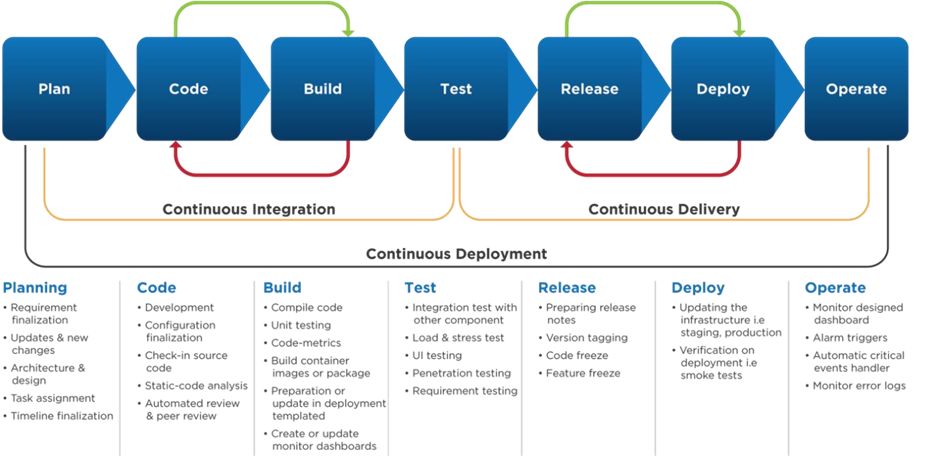 Plan
Code
Build
Test
Release
Deploy
Operate
Continuous Integration
Continuous Delivery
Continuous Deployment
Planning
• Requirement
finalization
• Updates & new
changes
• Architecture &
design
• Task assignment
• Timeline finalization
Code
• Development
• Configuration
finalization
• Check-in source
code
• Static-code analysis
• Automated review
& peer review
Build
• Compile code
• Unit testing
• Code-metrics
• Build container
images or package
• Preparation or
update in deployment
templated
• Create or update
monitor dashboards
Test
• Integration test with
other component
• Load & stress test
• UI testing
• Penetration testing
• Requirement testing
Release
• Preparing release
notes
• Version tagging
• Code freeze
• Feature freeze
Deploy
• Updating the
infrastructure i.e
staging, production
• Verification on
deployment i.e
smoke tests
Operate
• Monitor designed
dashboard
• Alarm triggers
• Automatic critical
events handler
• Monitor error logs